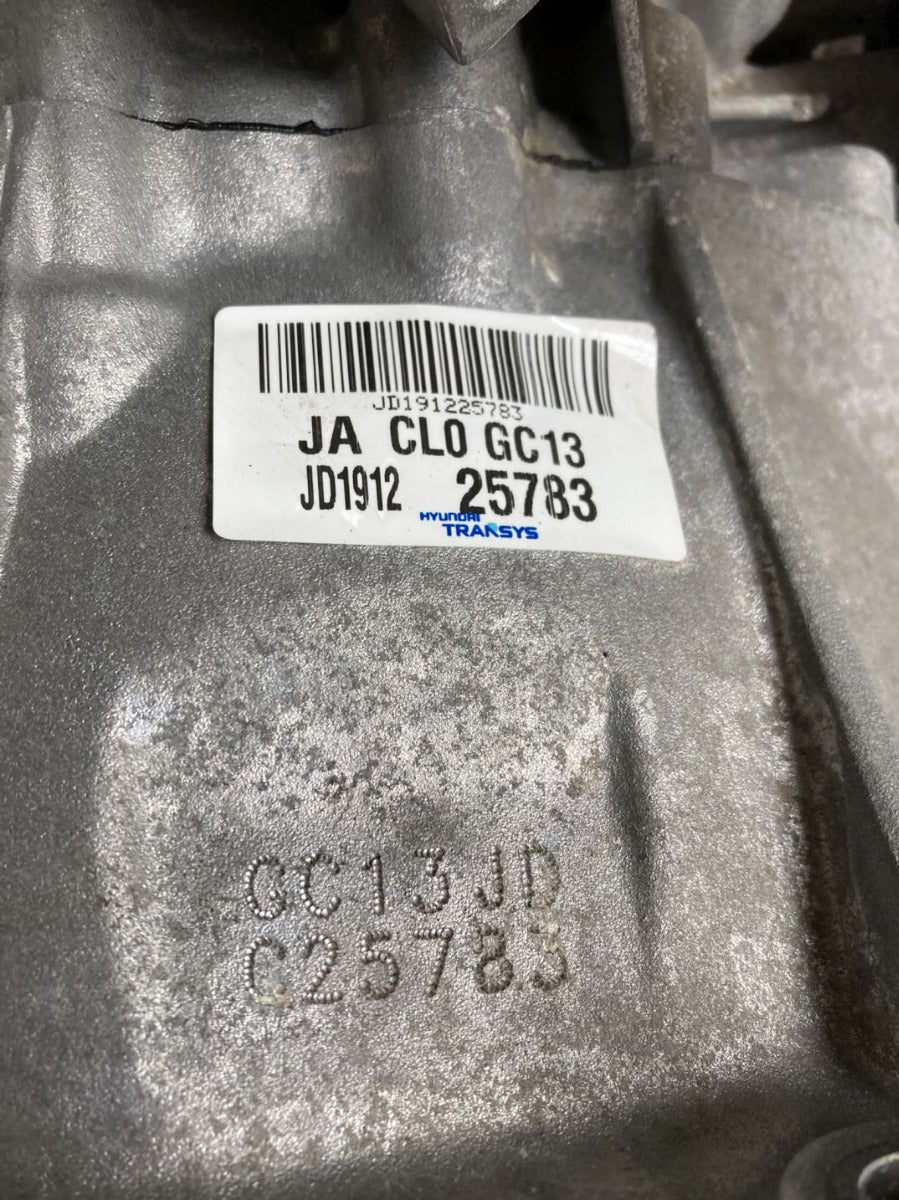 JD191225783
JA CL0 GC13
JD1912 25783
HYUNDAI
TRANSYS
GC13JD
C25783